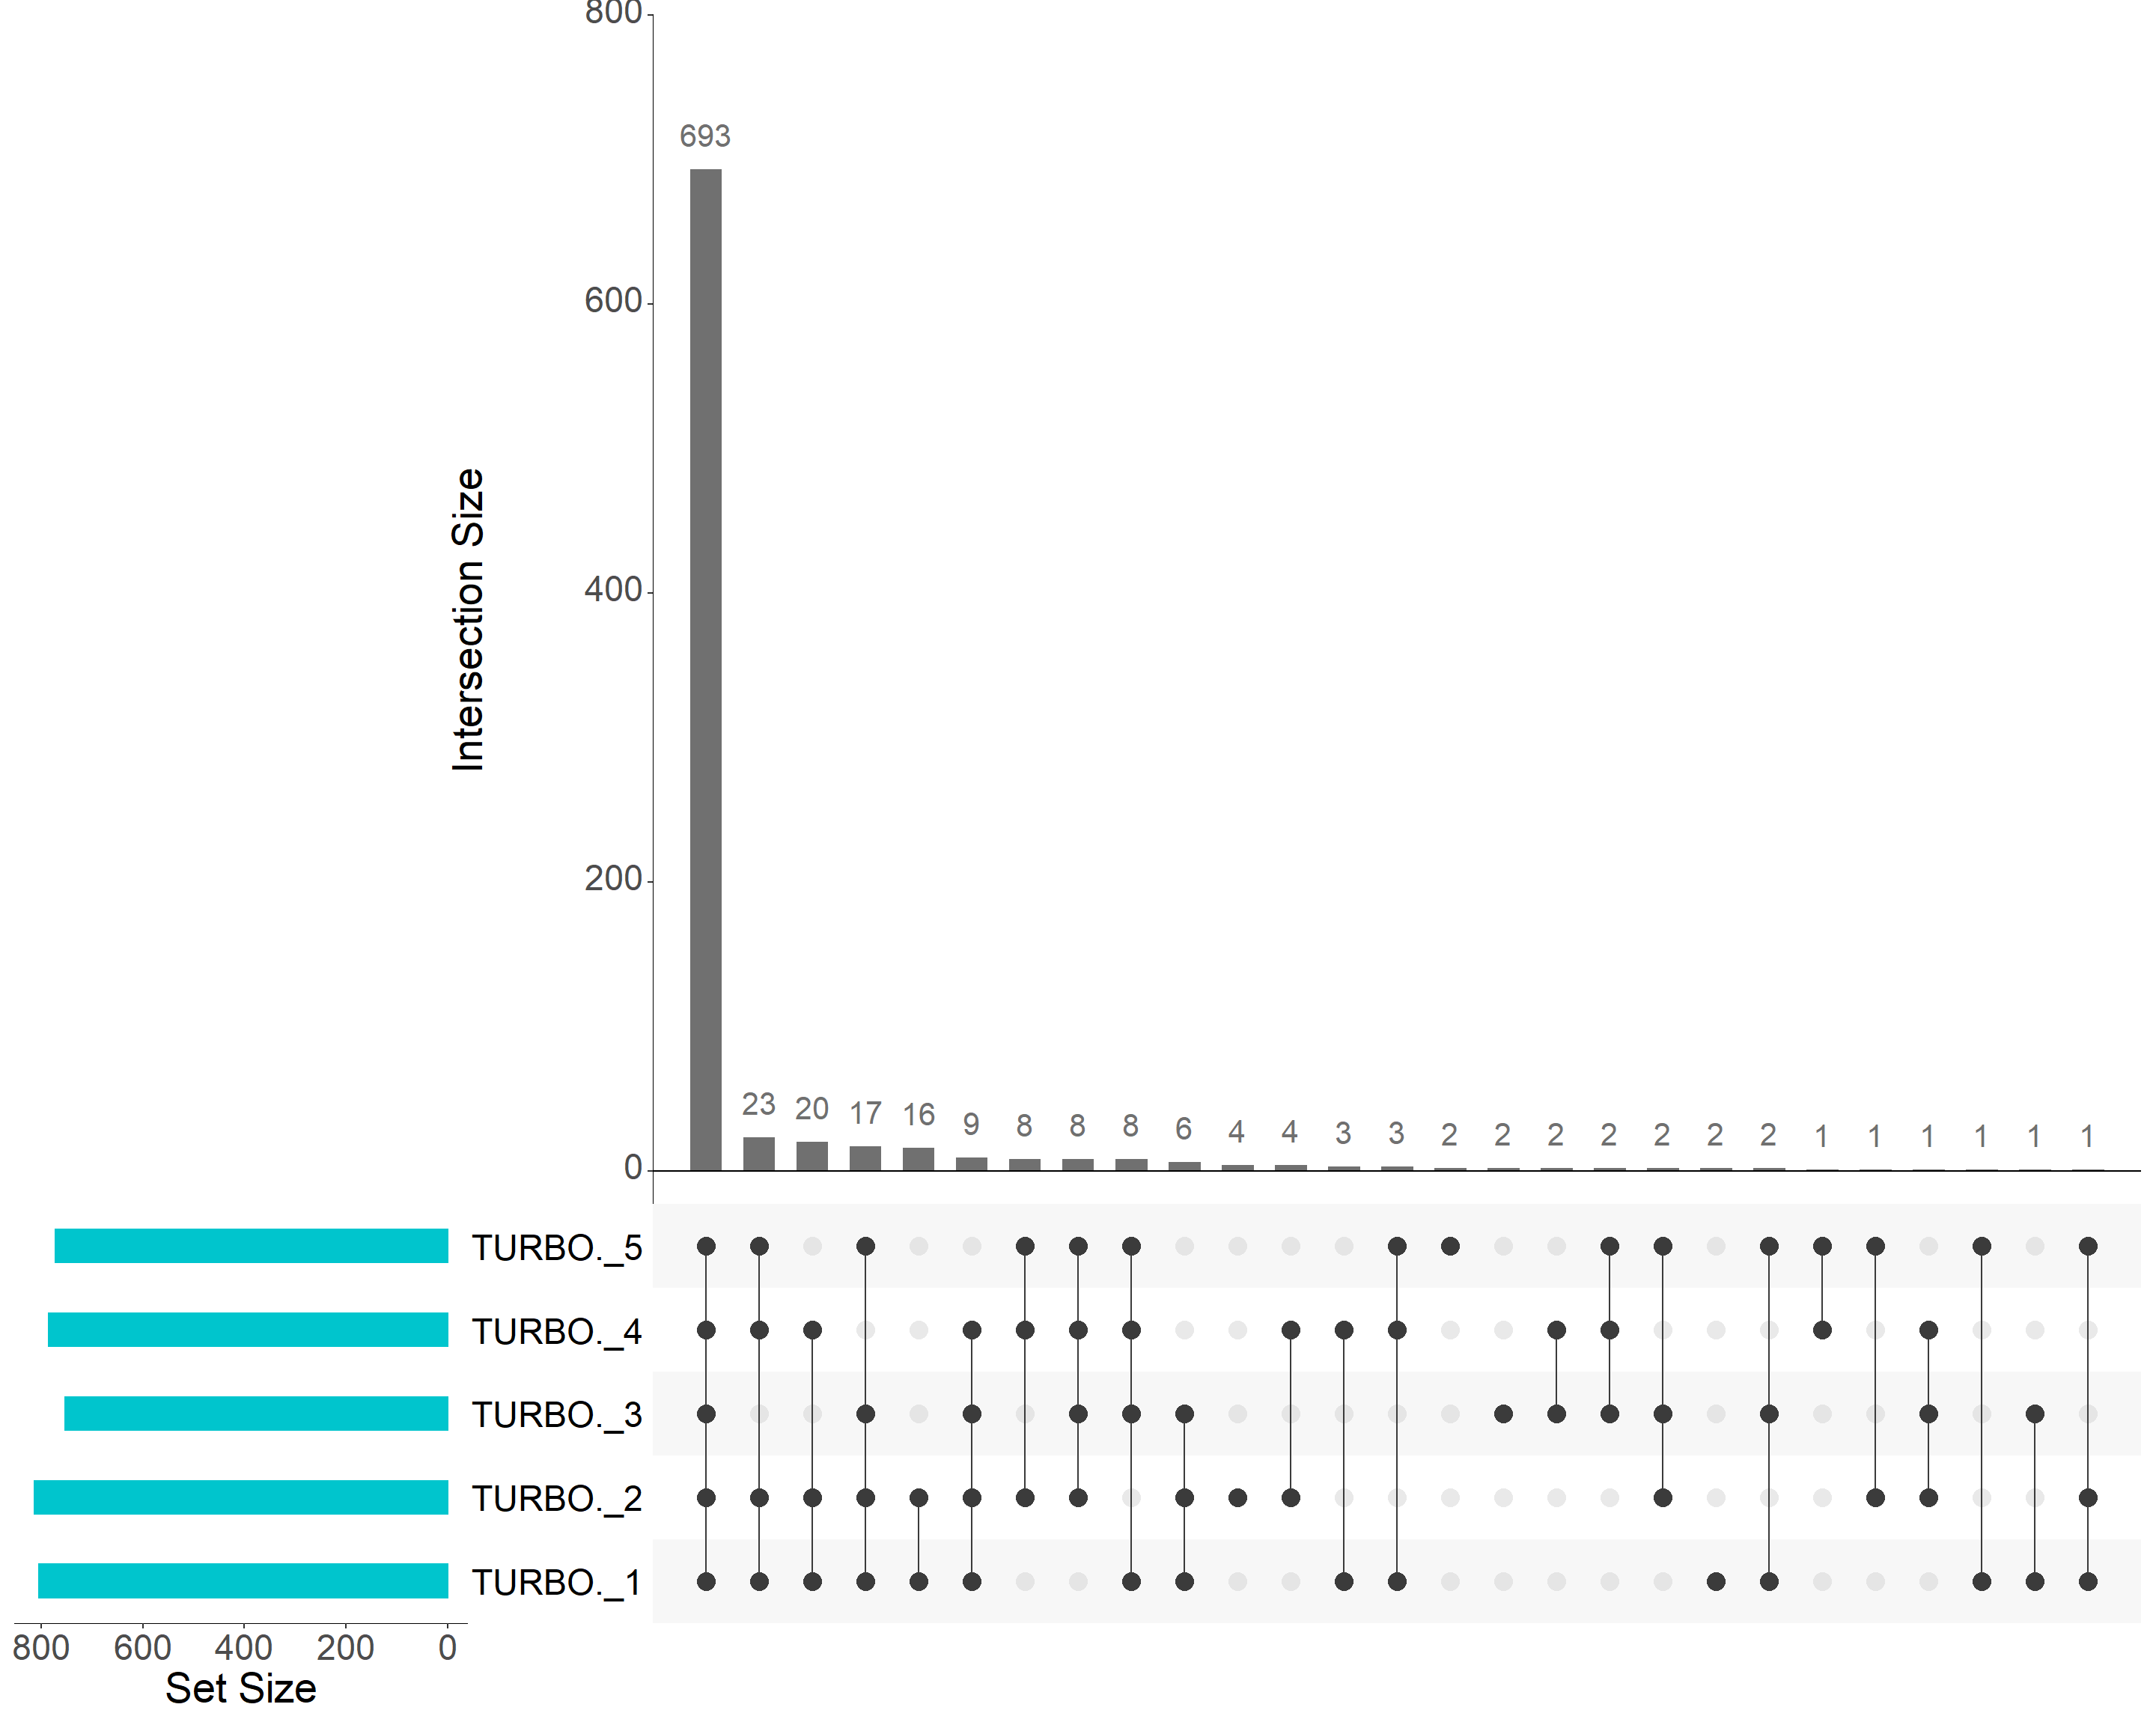 800
693
600
Intersection Size
400
200
23 20 17 16 9 8 8 8 6 4 4 3 3 2 2 2 2 2 2 2 1 1 1 1 1 1
0
TURBO._5
TURBO._4
TURBO._3
TURBO._2
TURBO._1
800 600 400 200 0
Set Size